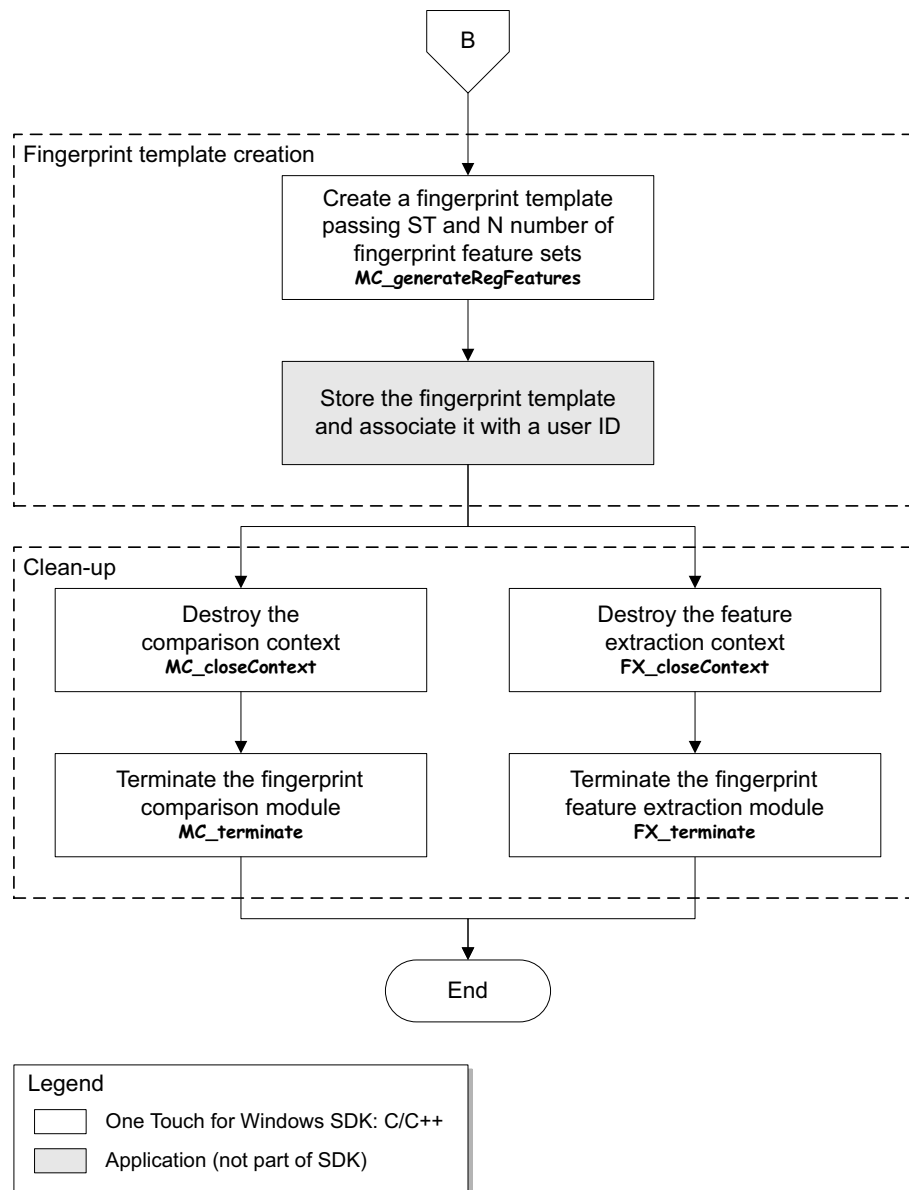 B
Fingerprint template creation
Create a fingerprint template
passing ST and N number of
fingerprint feature sets
MC_generateRegFeatures
Store the fingerprint template
and associate it with a user ID
Clean-up
Destroy the
comparison context
MC_closeContext
Destroy the feature
extraction context
FX_closeContext
Terminate the fingerprint
comparison module
MC_terminate
Terminate the fingerprint
feature extraction module
FX_terminate
End
Legend
One Touch for Windows SDK: C/C++
Application (not part of SDK)